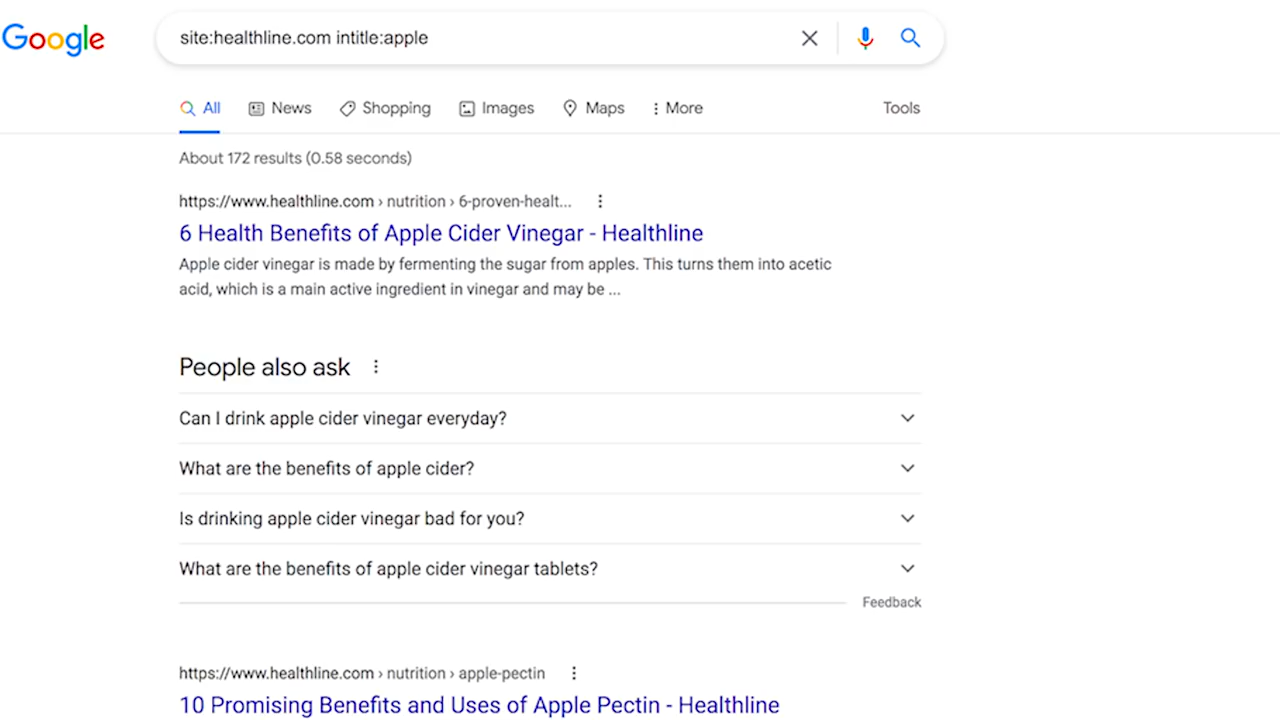 Google
site:healthline.com intitle:apple
All News Shopping Images Maps More Tools
About 172 results (0.58 seconds)
https://www.healthline.com › nutrition › 6-proven-healt...
6 Health Benefits of Apple Cider Vinegar - Healthline
Apple cider vinegar is made by fermenting the sugar from apples. This turns them into acetic
acid, which is a main active ingredient in vinegar and may be ...
People also ask
Can I drink apple cider vinegar everyday?
What are the benefits of apple cider?
Is drinking apple cider vinegar bad for you?
What are the benefits of apple cider vinegar tablets?
Feedback
https://www.healthline.com › nutrition › apple-pectin
10 Promising Benefits and Uses of Apple Pectin - Healthline